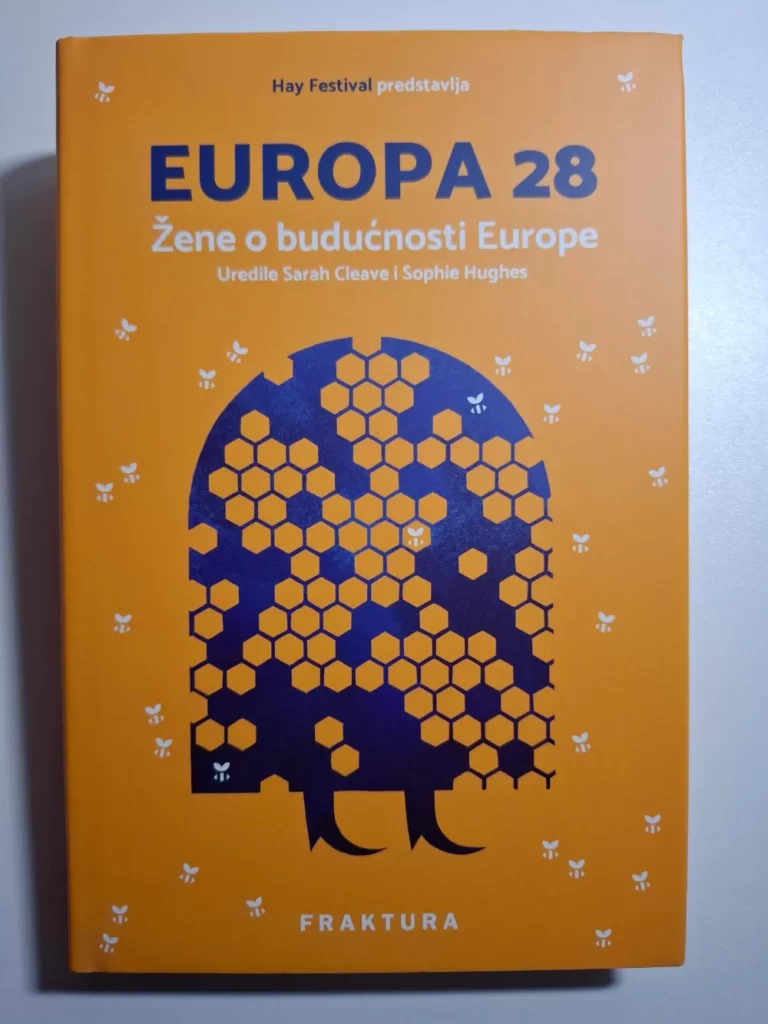 Hay Festival predstavlja
EUROPA 28
Žene o budućnosti Europe
Uredile Sarah Cleave i Sophie Hughes
FRAKTURA